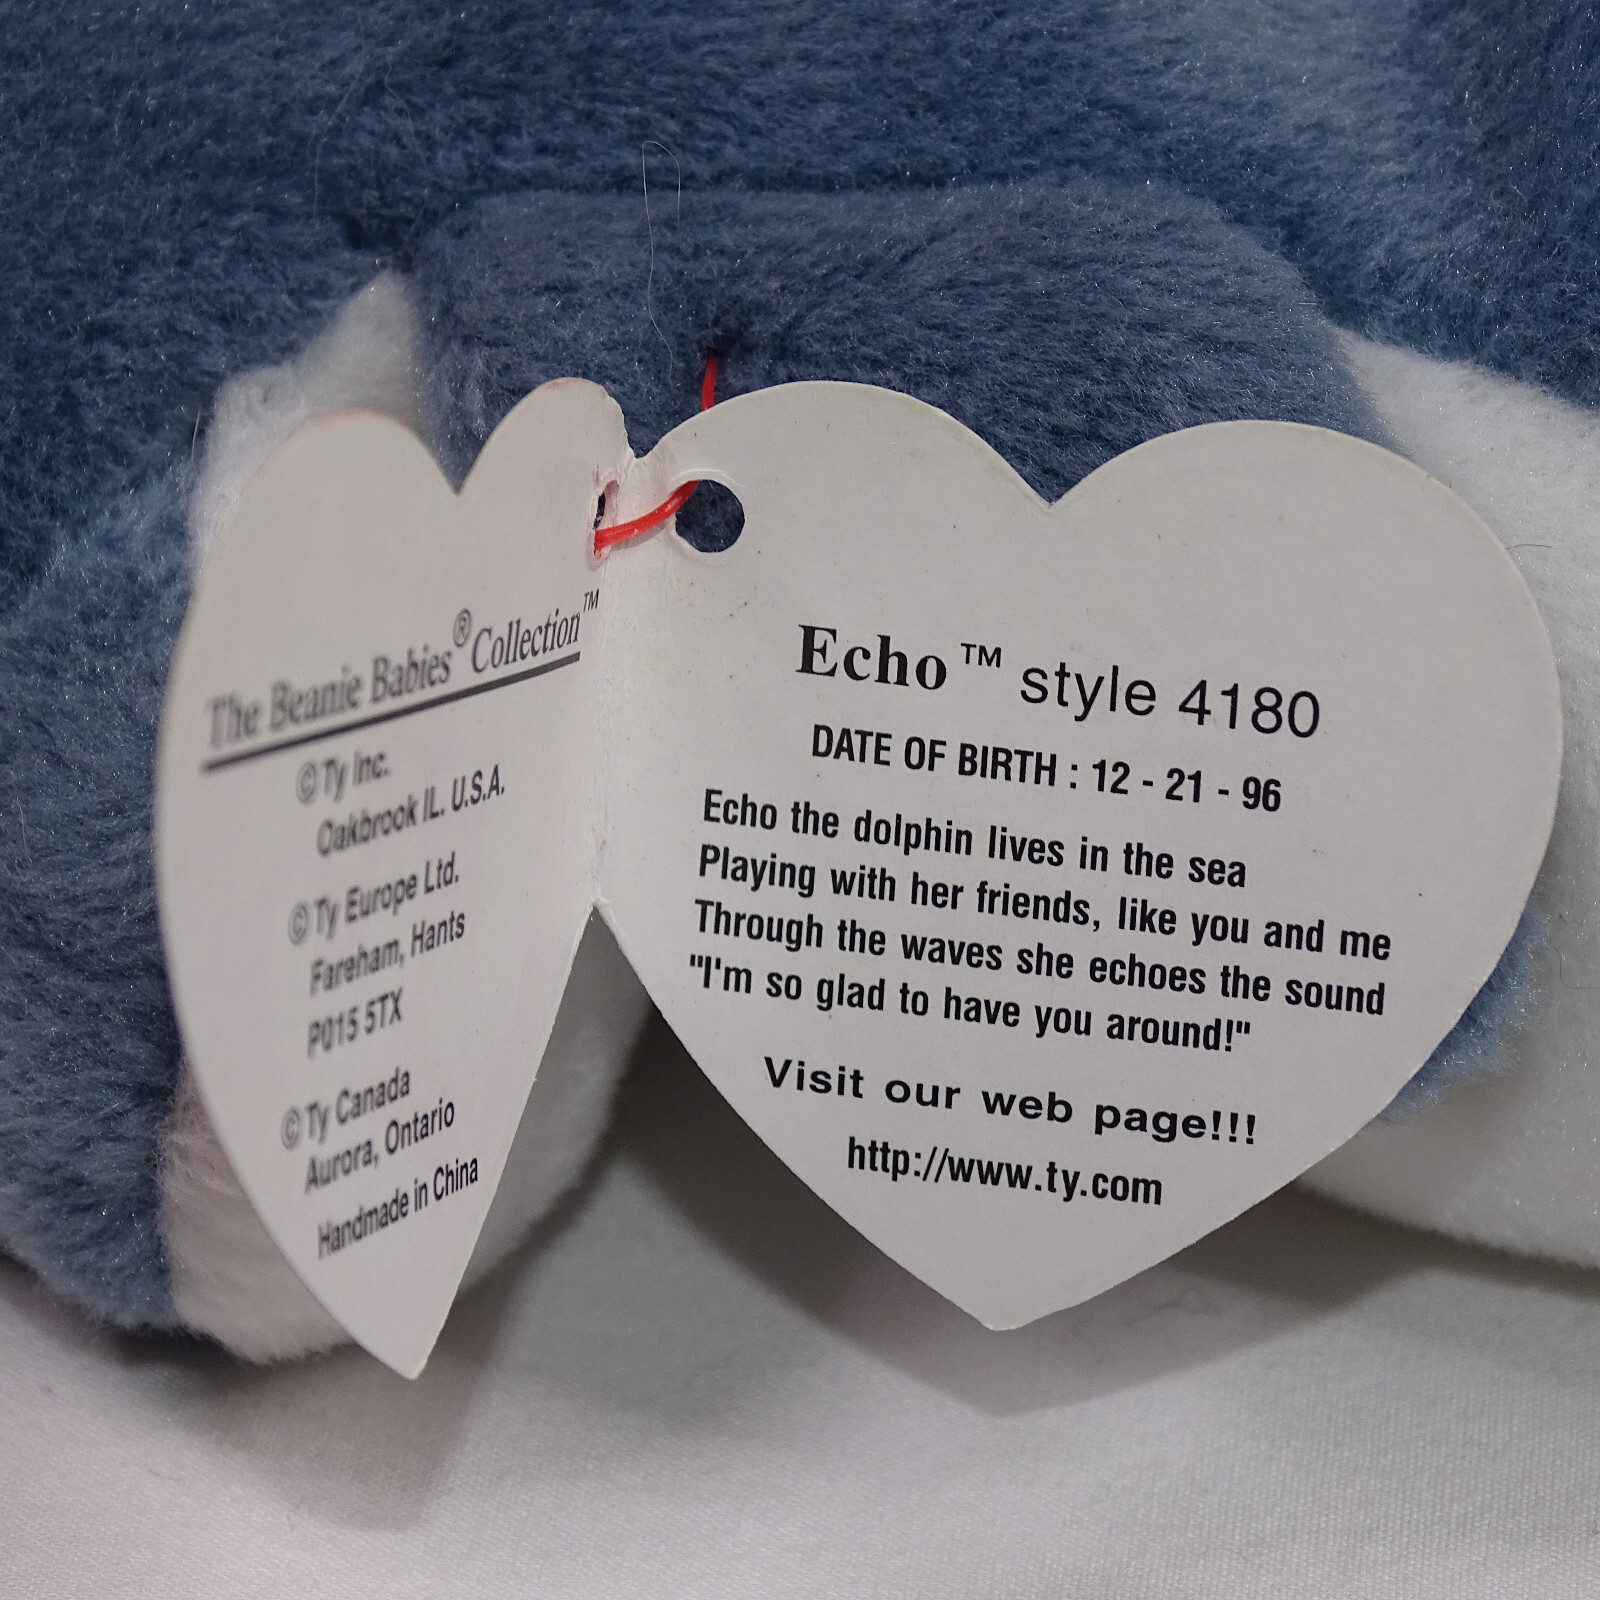 The Beanie Babies® Collection™
© Ty Inc.
Oakbrook IL. U.S.A.
© Ty Europe Ltd.
Fareham, Hants
P015 5TX
© Ty Canada
Aurora, Ontario
Handmade in China
Echo™ style 4180
DATE OF BIRTH : 12 - 21 - 96
Echo the dolphin lives in the sea
Playing with her friends, like you and me
Through the waves she echoes the sound
"I'm so glad to have you around!"
Visit our web page!!!
http://www.ty.com